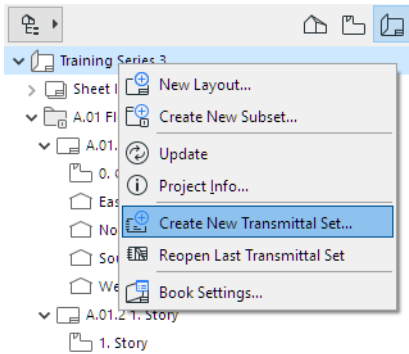 Training Series 3
New Layout...
Sheet I
Create New Subset...
A.01 Fl
Update
A.01.
Project Info...
0.
Eas
Create New Transmittal Set...
No
Reopen Last Transmittal Set
Sou
Book Settings...
We
A.01.2 1. Story
1. Story